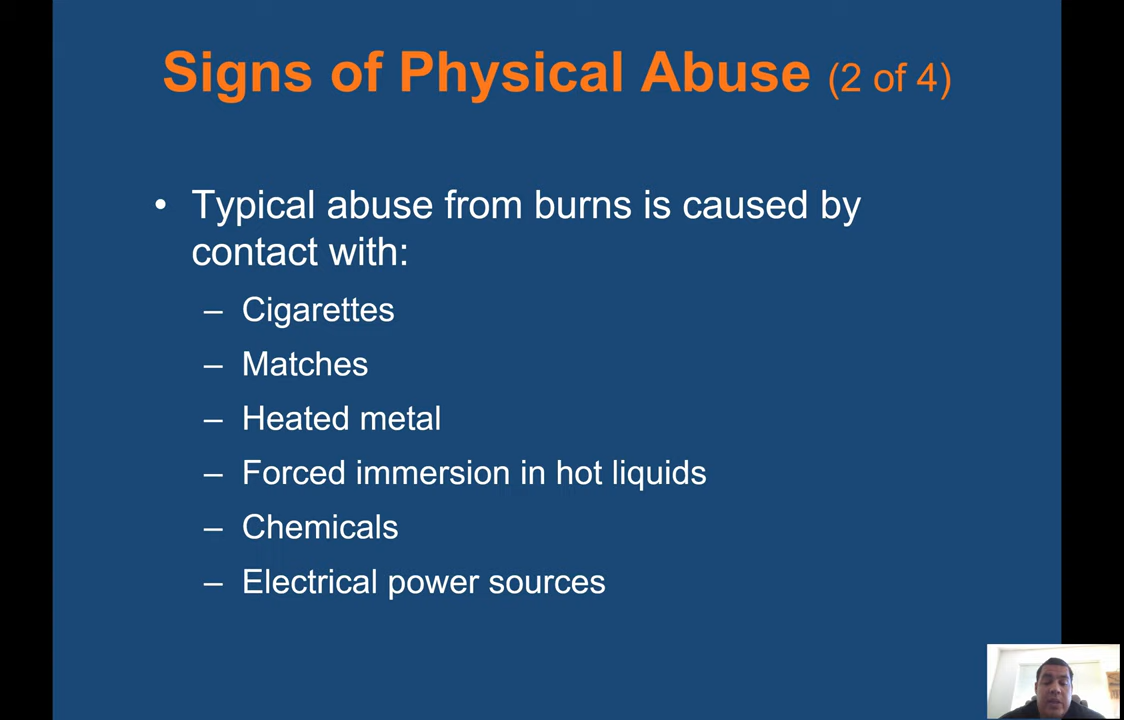 Signs of Physical Abuse (2 of 4)
• Typical abuse from burns is caused by
contact with:
– Cigarettes
– Matches
– Heated metal
– Forced immersion in hot liquids
– Chemicals
– Electrical power sources